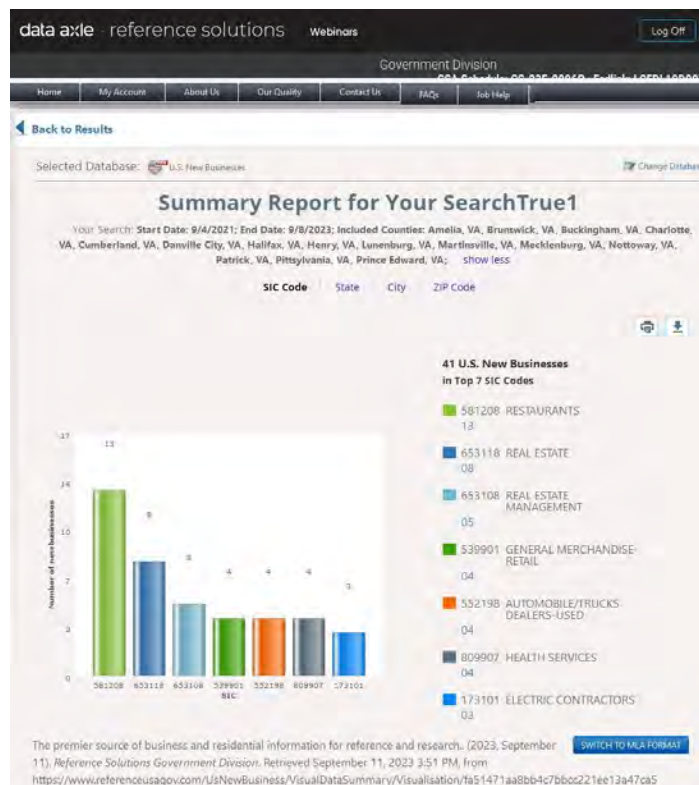 data axle reference solutions Webinars Log Off
Government Division
Home My Account About Us Our Quality Contact Us FAQs Job Help
Back to Results
Selected Database: U.S. New Businesses Change Databas
Summary Report for Your SearchTrue1
Your Search: Start Date: 9/4/2021; End Date: 9/8/2023; Included Counties: Amelia, VA, Brunswick, VA, Buckingham, VA, Charlotte,
VA, Cumberland, VA, Danville City, VA, Halifax, VA, Henry, VA, Lunenburg, VA, Martinsville, VA, Mecklenburg, VA, Nottoway, VA,
Patrick, VA, Pittsylvania, VA, Prince Edward, VA; show less
SIC Code State City ZIP Code
41 U.S. New Businesses
in Top 7 SIC Codes
581208 RESTAURANTS
13
653118 REAL ESTATE
08
653108 REAL ESTATE
MANAGEMENT
05
539901 GENERAL MERCHANDISE-
RETAIL
04
552198 AUTOMOBILE/TRUCKS
DEALERS-USED
04
809907 HEALTH SERVICES
04
173101 ELECTRIC CONTRACTORS
03
Number of new businesses
17
14
10
7
3
0
13
4
4
4
3
581208 653118 653108 539901 552198 809907 173101
SIC
The premier source of business and residential information for reference and research. (2023, September
11). Reference Solutions Government Division. Retrieved September 11, 2023 3:51 PM, from
SWITCH TO MLA FORMAT